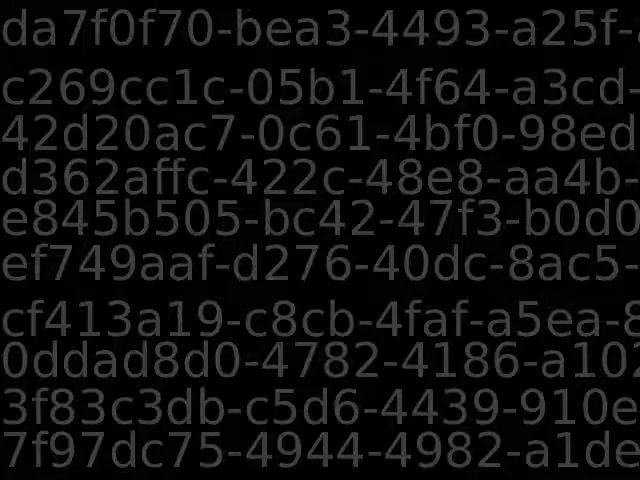 da7f0f70-bea3-4493-a25f-
c269cc1c-05b1-4f64-a3cd-
42d20ac7-0c61-4bf0-98ed
d362affc-422c-48e8-aa4b-
e845b505-bc42-47f3-b0d0
ef749aaf-d276-40dc-8ac5-
cf413a19-c8cb-4faf-a5ea-8
0ddad8d0-4782-4186-a102
3f83c3db-c5d6-4439-910e
7f97dc75-4944-4982-a1de